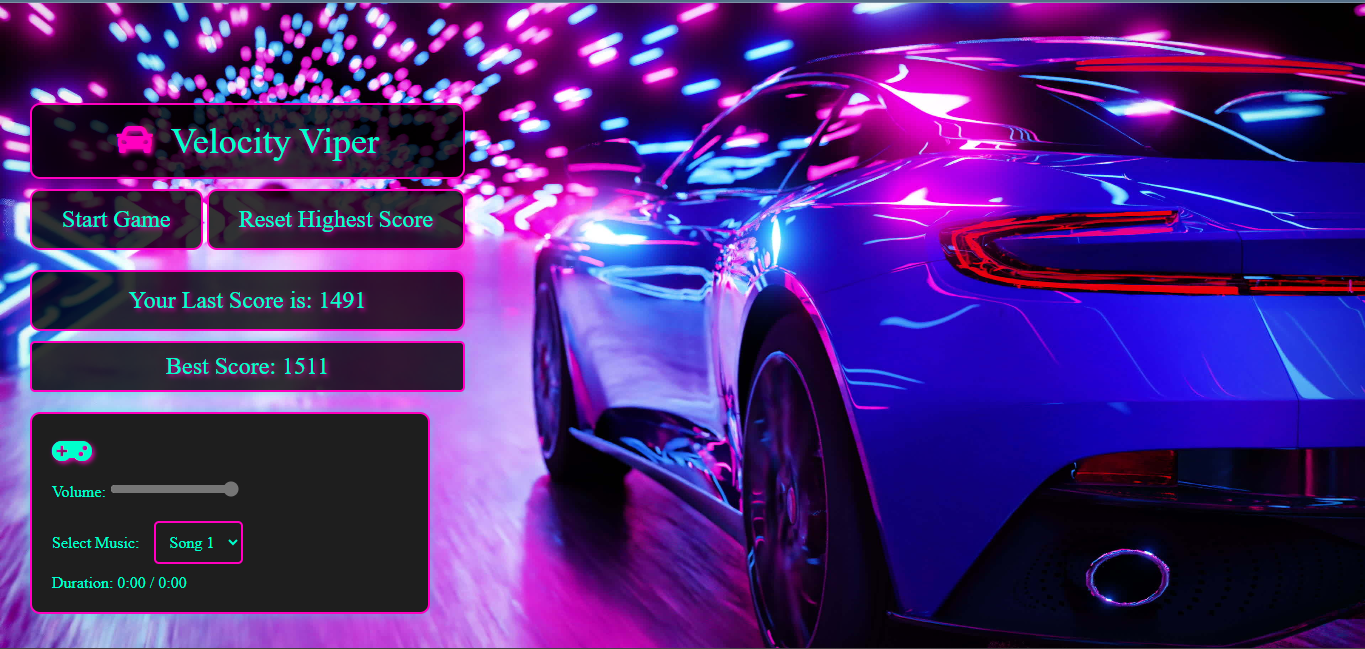 Velocity Viper
Start Game
Reset Highest Score
Your Last Score is: 1491
Best Score: 1511
Volume:
Select Music: Song 1
Duration: 0:00 / 0:00